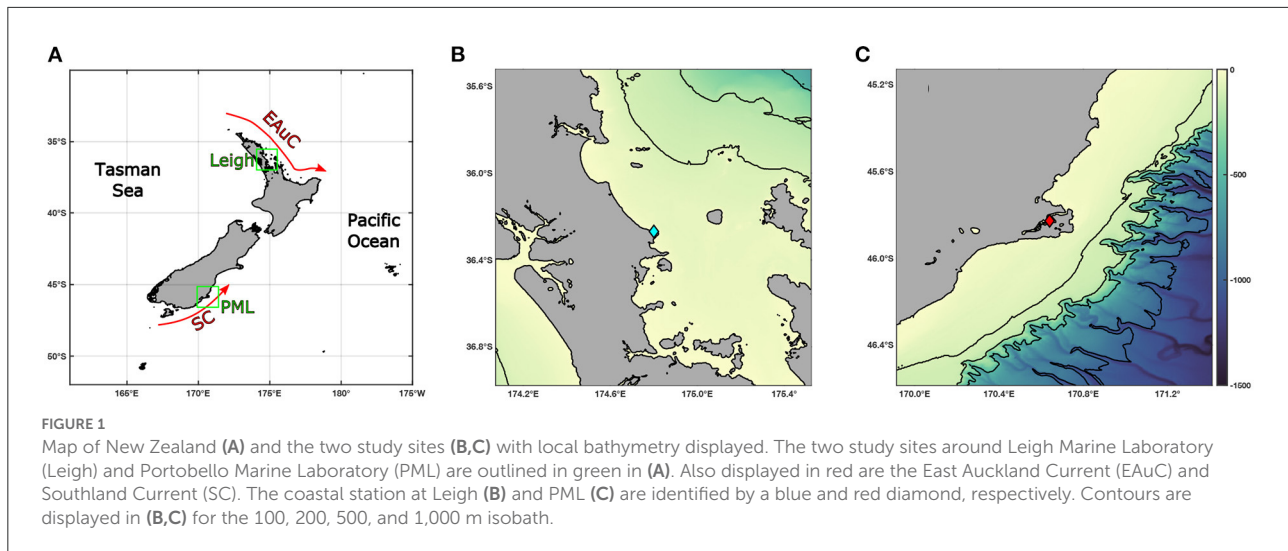 A
35°S
40°S
45°S
50°S
165°E 170°E 175°E 180°E 175°W
Tasman
Sea
Pacific
Ocean
EAuC
Leigh
PML
SC
B
35.6°S
36.0°S
36.4°S
36.8°S
174.2°E 174.6°E 175.0°E 175.4°E
C
45.2°S
45.6°S
46.0°S
46.4°S
170.0°E 170.4°E 170.8°E 171.2°E
0
-500
-1000
-1500
FIGURE 1
Map of New Zealand (A) and the two study sites (B,C) with local bathymetry displayed. The two study sites around Leigh Marine Laboratory
(Leigh) and Portobello Marine Laboratory (PML) are outlined in green in (A). Also displayed in red are the East Auckland Current (EAuC) and
Southland Current (SC). The coastal station at Leigh (B) and PML (C) are identified by a blue and red diamond, respectively. Contours are
displayed in (B,C) for the 100, 200, 500, and 1,000 m isobath.